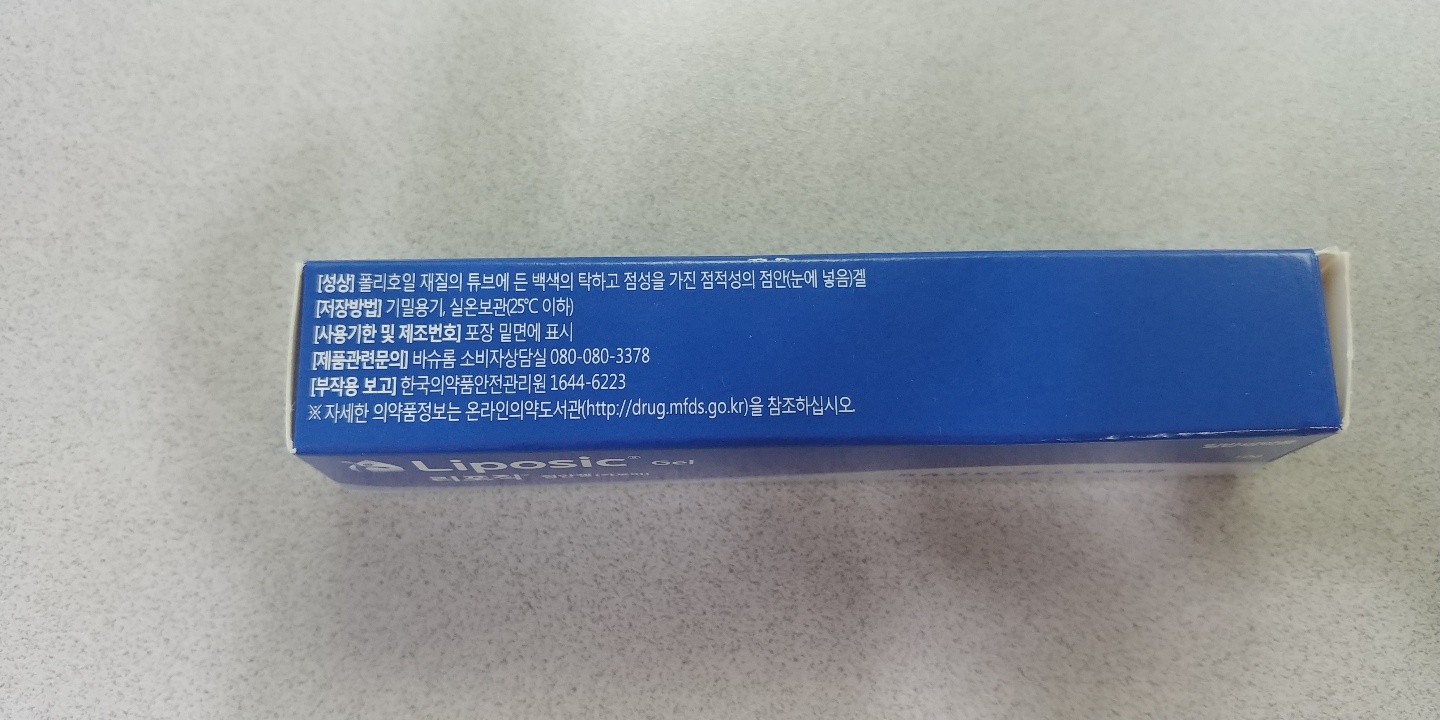 [성상] 폴리호일 재질의 튜브에 든 백색의 탁하고 점성을 가진 점적성의 점안(눈에 넣음)겔
[저장방법] 기밀용기, 실온보관(25℃ 이하)
[사용기한 및 제조번호] 포장 밑면에 표시
[제품관련문의] 바슈롬 소비자상담실 080-080-3378
[부작용 보고] 한국의약품안전관리원 1644-6223
※ 자세한 의약품정보는 온라인의약도서관(http://drug.mfds.go.kr)을 참조하십시오.
Liposic® Gel
리포직